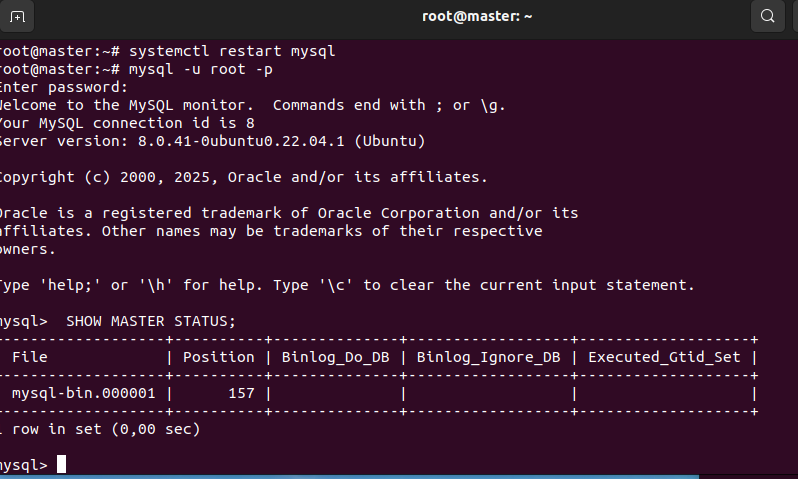 root@master: ~
root@master:~# systemctl restart mysql
root@master:~# mysql -u root -p
Enter password:
Welcome to the MySQL monitor.  Commands end with ; or \g.
Your MySQL connection id is 8
Server version: 8.0.41-0ubuntu0.22.04.1 (Ubuntu)
Copyright (c) 2000, 2025, Oracle and/or its affiliates.
Oracle is a registered trademark of Oracle Corporation and/or its
affiliates. Other names may be trademarks of their respective
owners.
Type 'help;' or '\h' for help. Type '\c' to clear the current input statement.
mysql>  SHOW MASTER STATUS;
------------------+----------+--------------+------------------+-------------------+
 File             | Position | Binlog_Do_DB | Binlog_Ignore_DB | Executed_Gtid_Set |
------------------+----------+--------------+------------------+-------------------+
 mysql-bin.000001 |      157 |              |                  |                   |
------------------+----------+--------------+------------------+-------------------+
1 row in set (0,00 sec)
mysql>